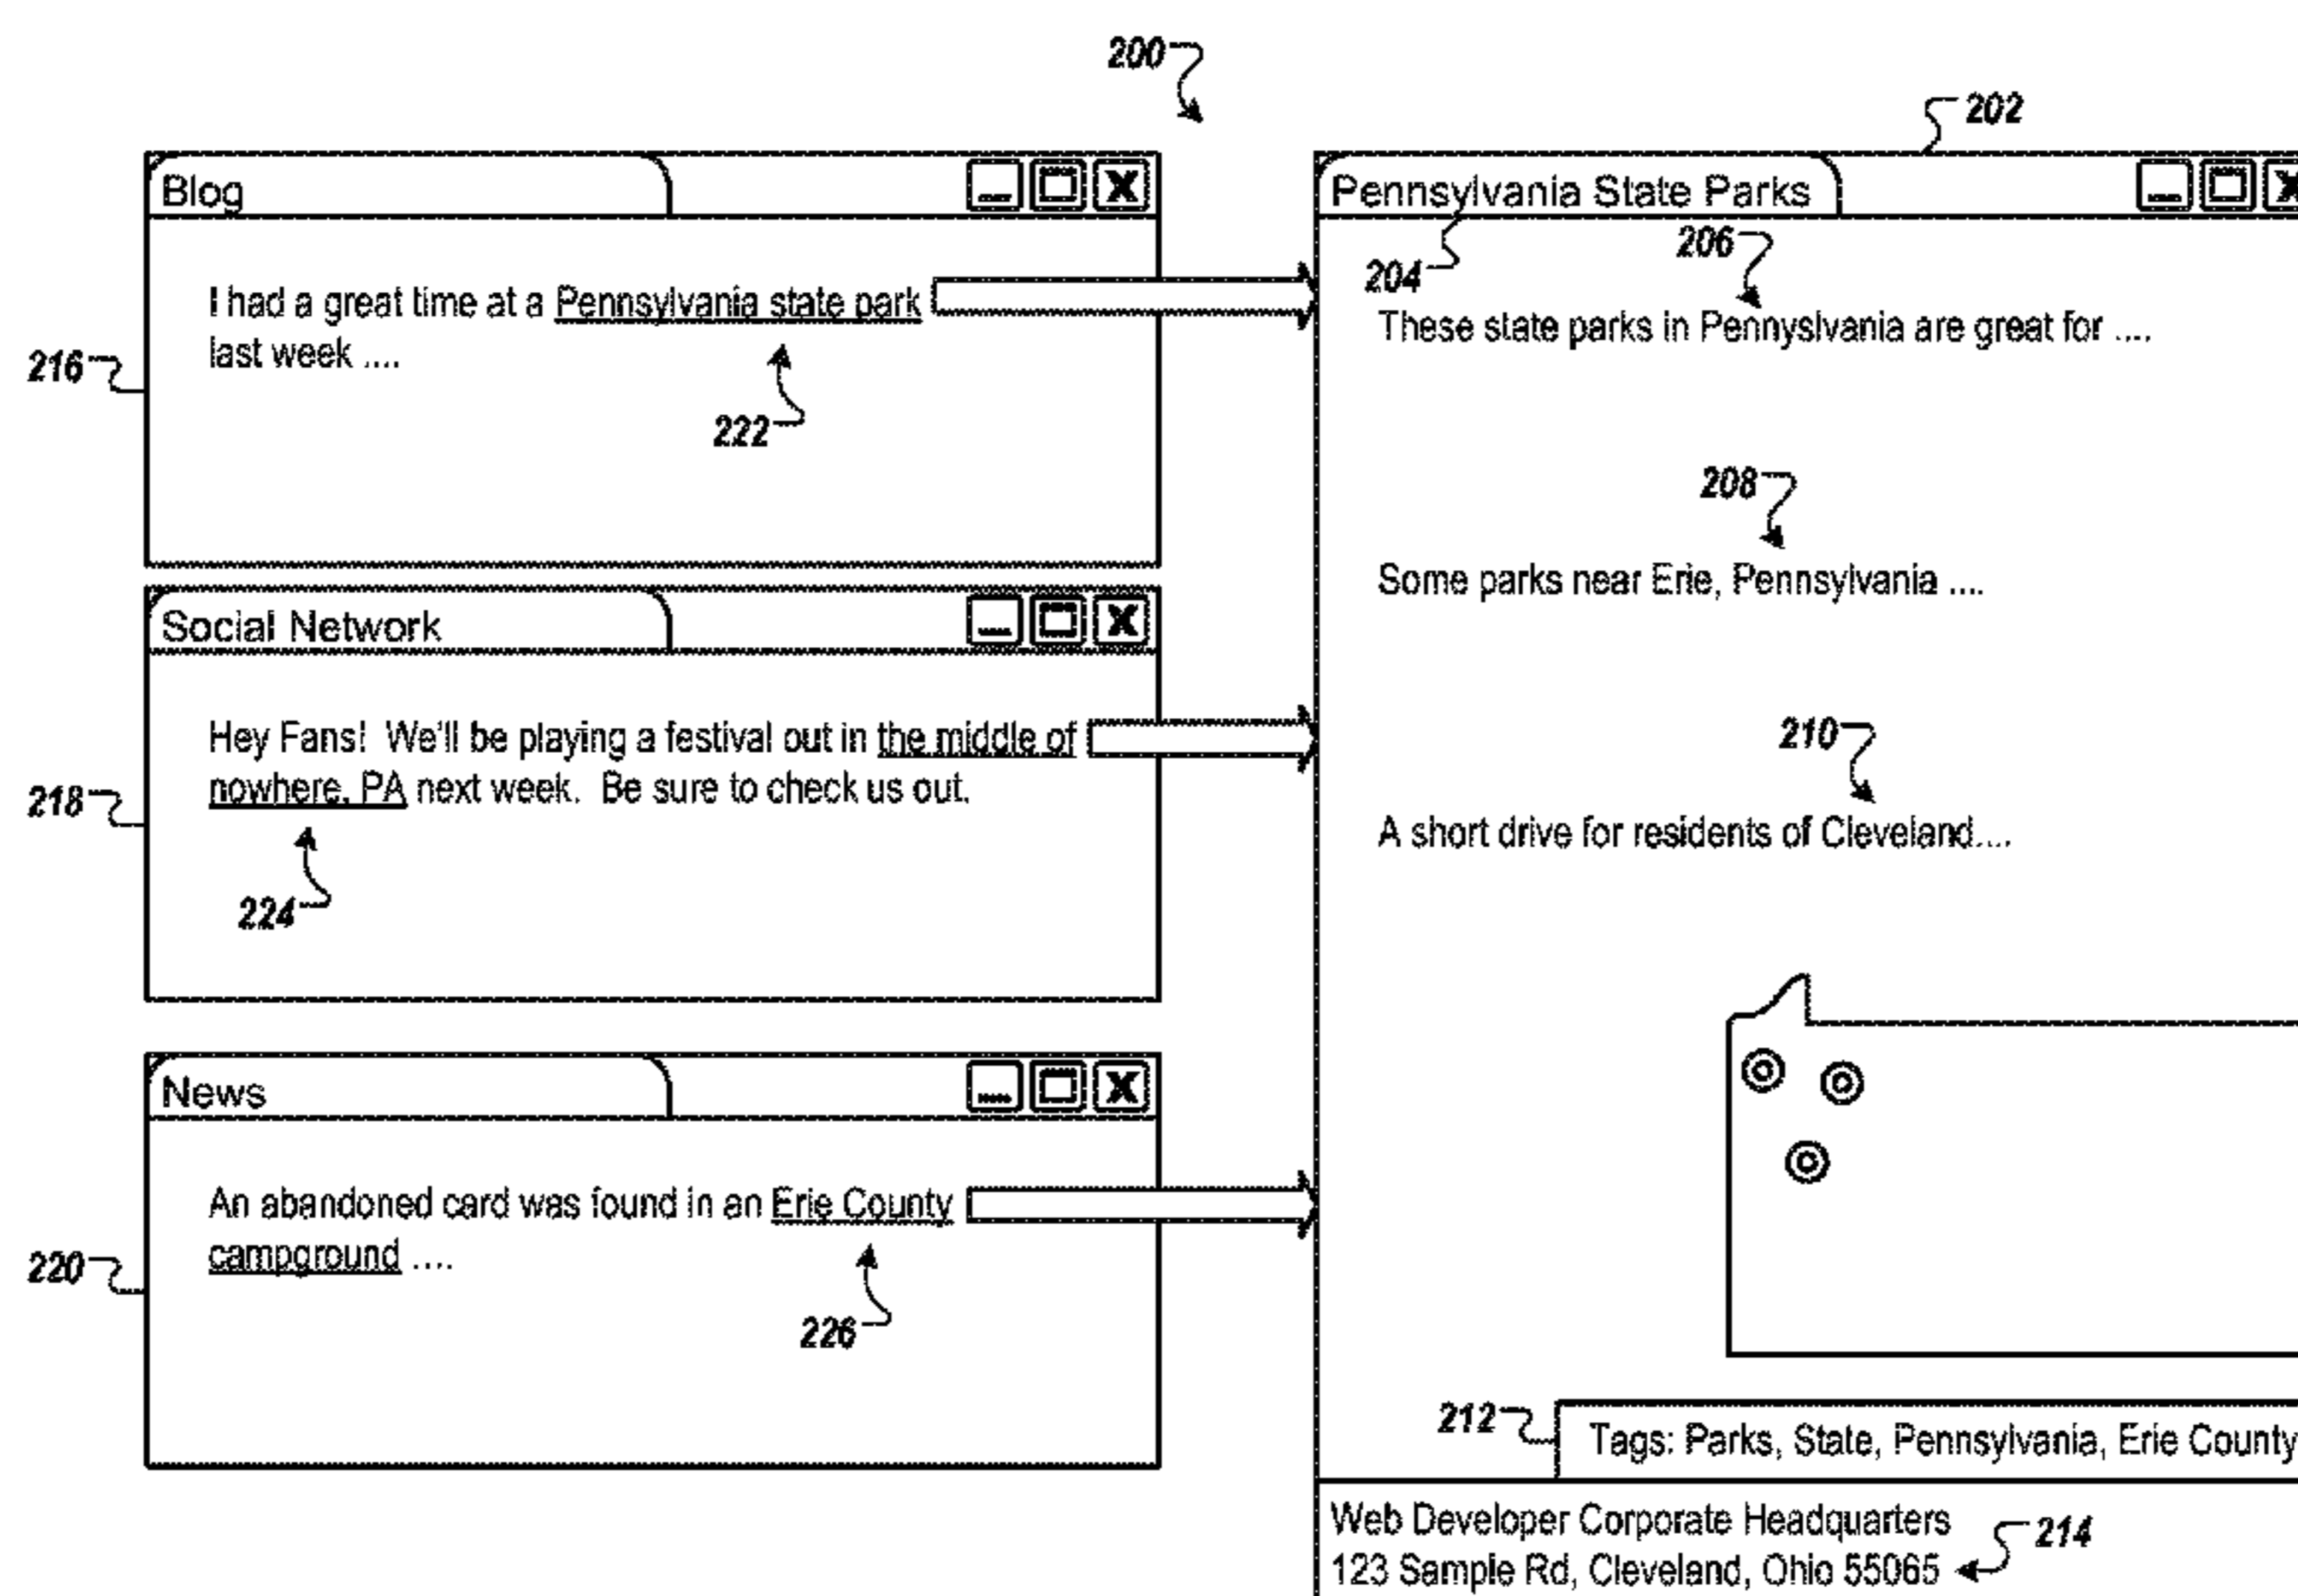 200
Blog
I had a great time at a Pennsylvania state park
last week ....
216
222
Social Network
Hey Fans!  We'll be playing a festival out in the middle of
nowhere, PA next week.  Be sure to check us out.
218
224
News
An abandoned card was found in an Erie County
campground ....
220
226
202
Pennsylvania State Parks
204
206
These state parks in Pennyslvania are great for ....
208
Some parks near Erie, Pennsylvania ....
210
A short drive for residents of Cleveland....
212
Tags: Parks, State, Pennsylvania, Erie County
Web Developer Corporate Headquarters
123 Sample Rd, Cleveland, Ohio 55065
214